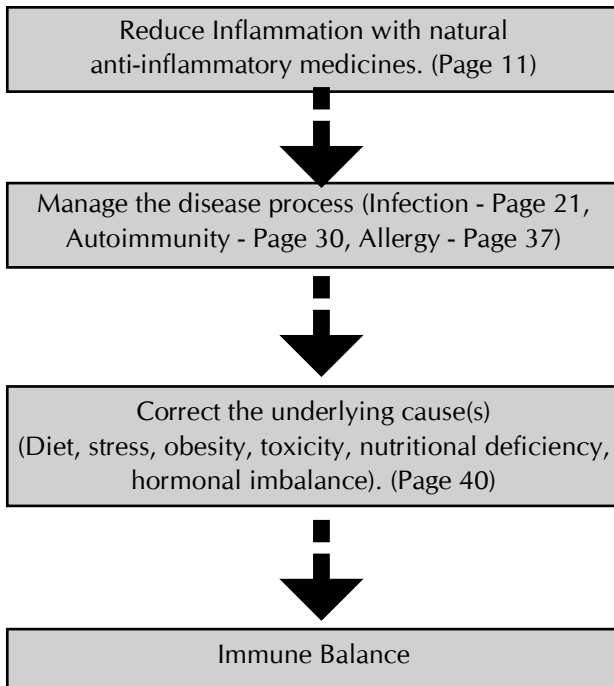 Reduce Inflammation with natural
anti-inflammatory medicines. (Page 11)
Manage the disease process (Infection - Page 21,
Autoimmunity - Page 30, Allergy - Page 37)
Correct the underlying cause(s)
(Diet, stress, obesity, toxicity, nutritional deficiency,
hormonal imbalance). (Page 40)
Immune Balance